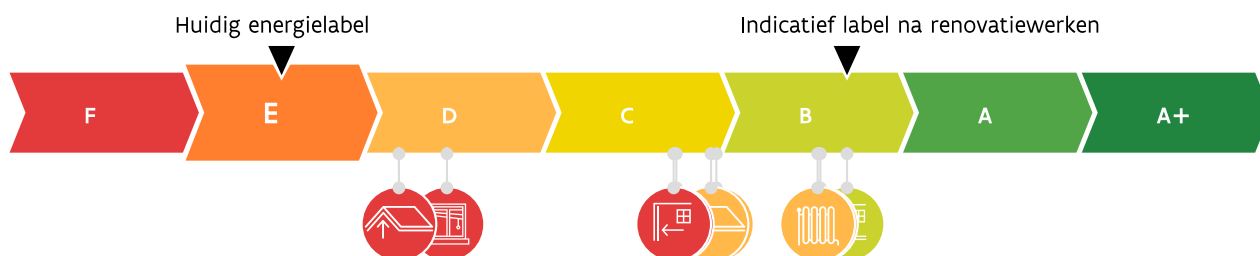 Huidig energielabel
Indicatief label na renovatiewerken
F
E
D
C
B
A
A+